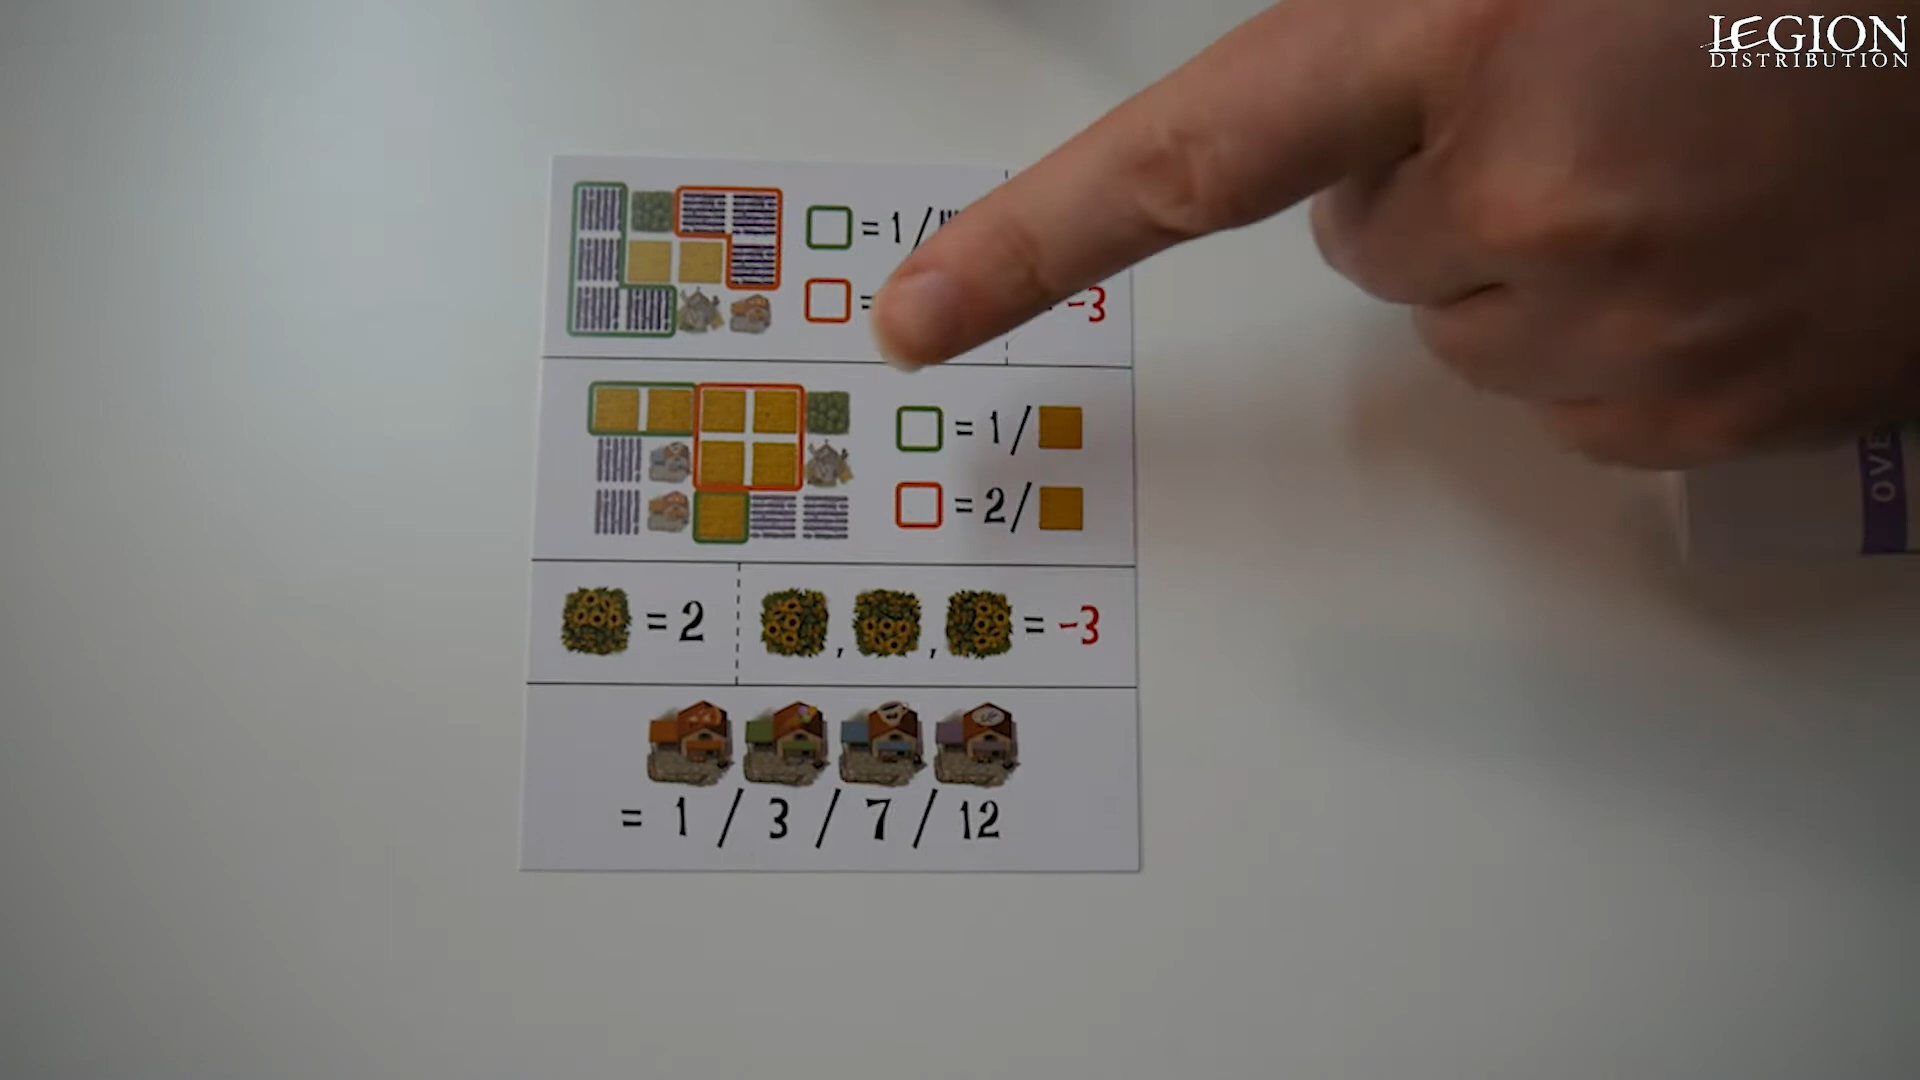 LEGION
DISTRIBUTION
= 1 /
= -3
= 1 /
= 2 /
= 2
, , = -3
= 1 / 3 / 7 / 12
OVE